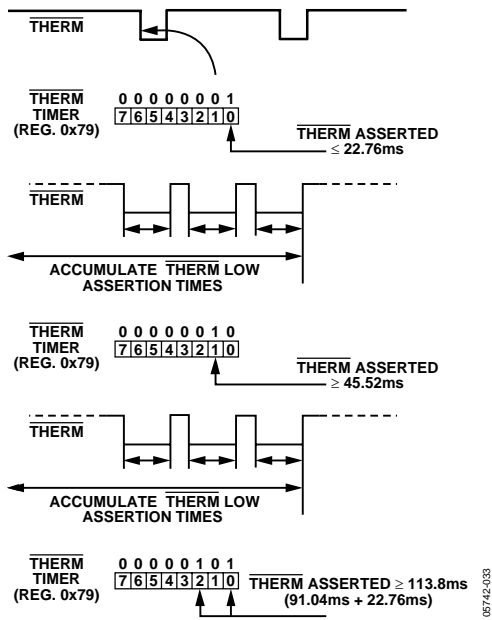 THERM
THERM
TIMER
(REG. 0x79)
0 0 0 0 0 0 0 1
7 6 5 4 3 2 1 0
THERM ASSERTED
≤ 22.76ms
THERM
ACCUMULATE THERM LOW
ASSERTION TIMES
THERM
TIMER
(REG. 0x79)
0 0 0 0 0 0 1 0
7 6 5 4 3 2 1 0
THERM ASSERTED
≥ 45.52ms
THERM
ACCUMULATE THERM LOW
ASSERTION TIMES
THERM
TIMER
(REG. 0x79)
0 0 0 0 0 1 0 1
7 6 5 4 3 2 1 0
THERM ASSERTED ≥ 113.8ms
(91.04ms + 22.76ms)
05742-033